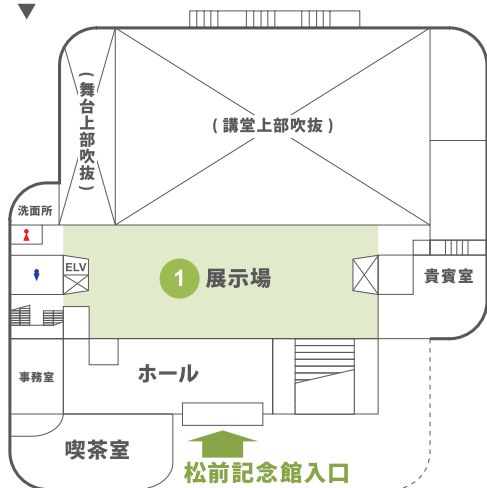 (舞台上部吹抜)
(講堂上部吹抜)
洗面所
ELV
1 展示場
貴賓室
事務室
ホール
喫茶室
松前記念館入口